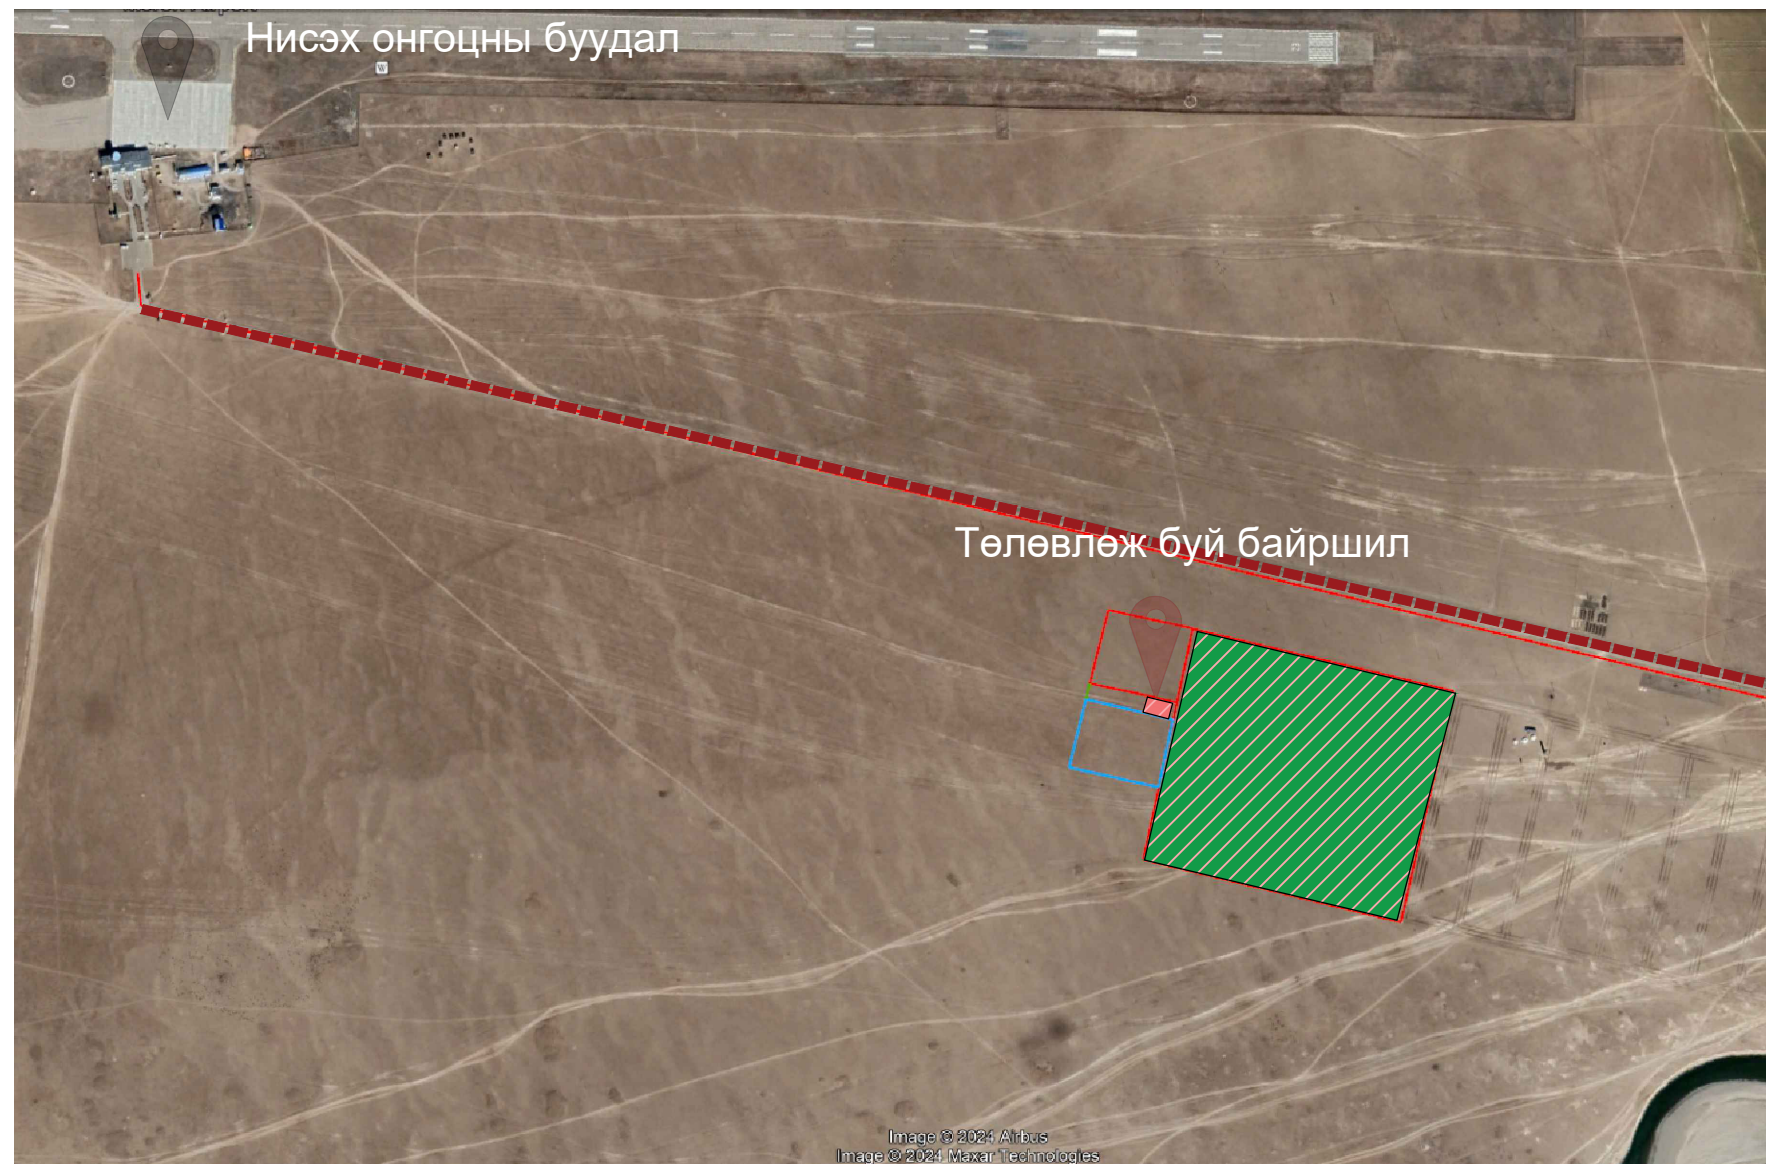 Нисэх онгоцны буудал
W
Төлөвлөж буй байршил
Image © 2024 Airbus
Image © 2024 Maxar Technologies